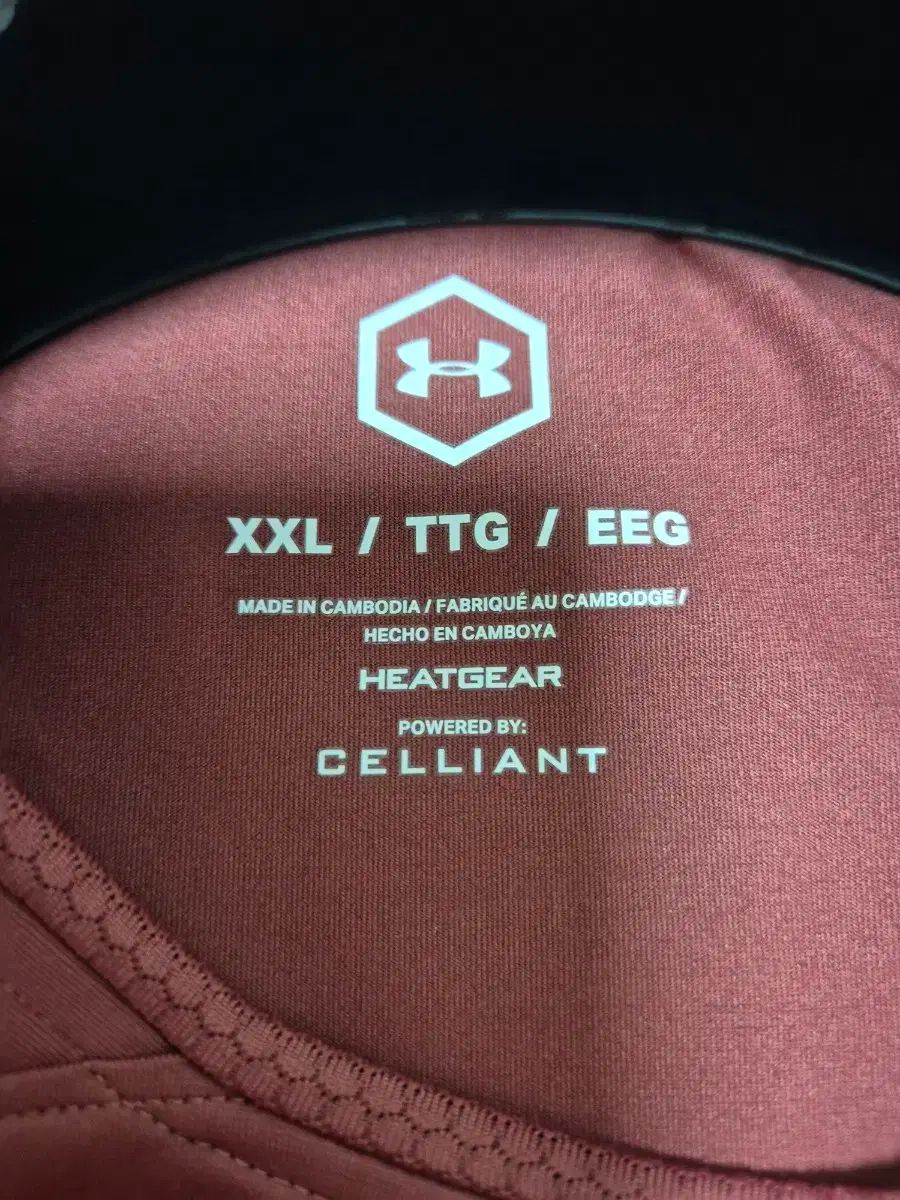 XXL / TTG / EEG
MADE IN CAMBODIA / FABRIQUÉ AU CAMBODGE /
HECHO EN CAMBOYA
HEATGEAR
POWERED BY:
CELLIANT